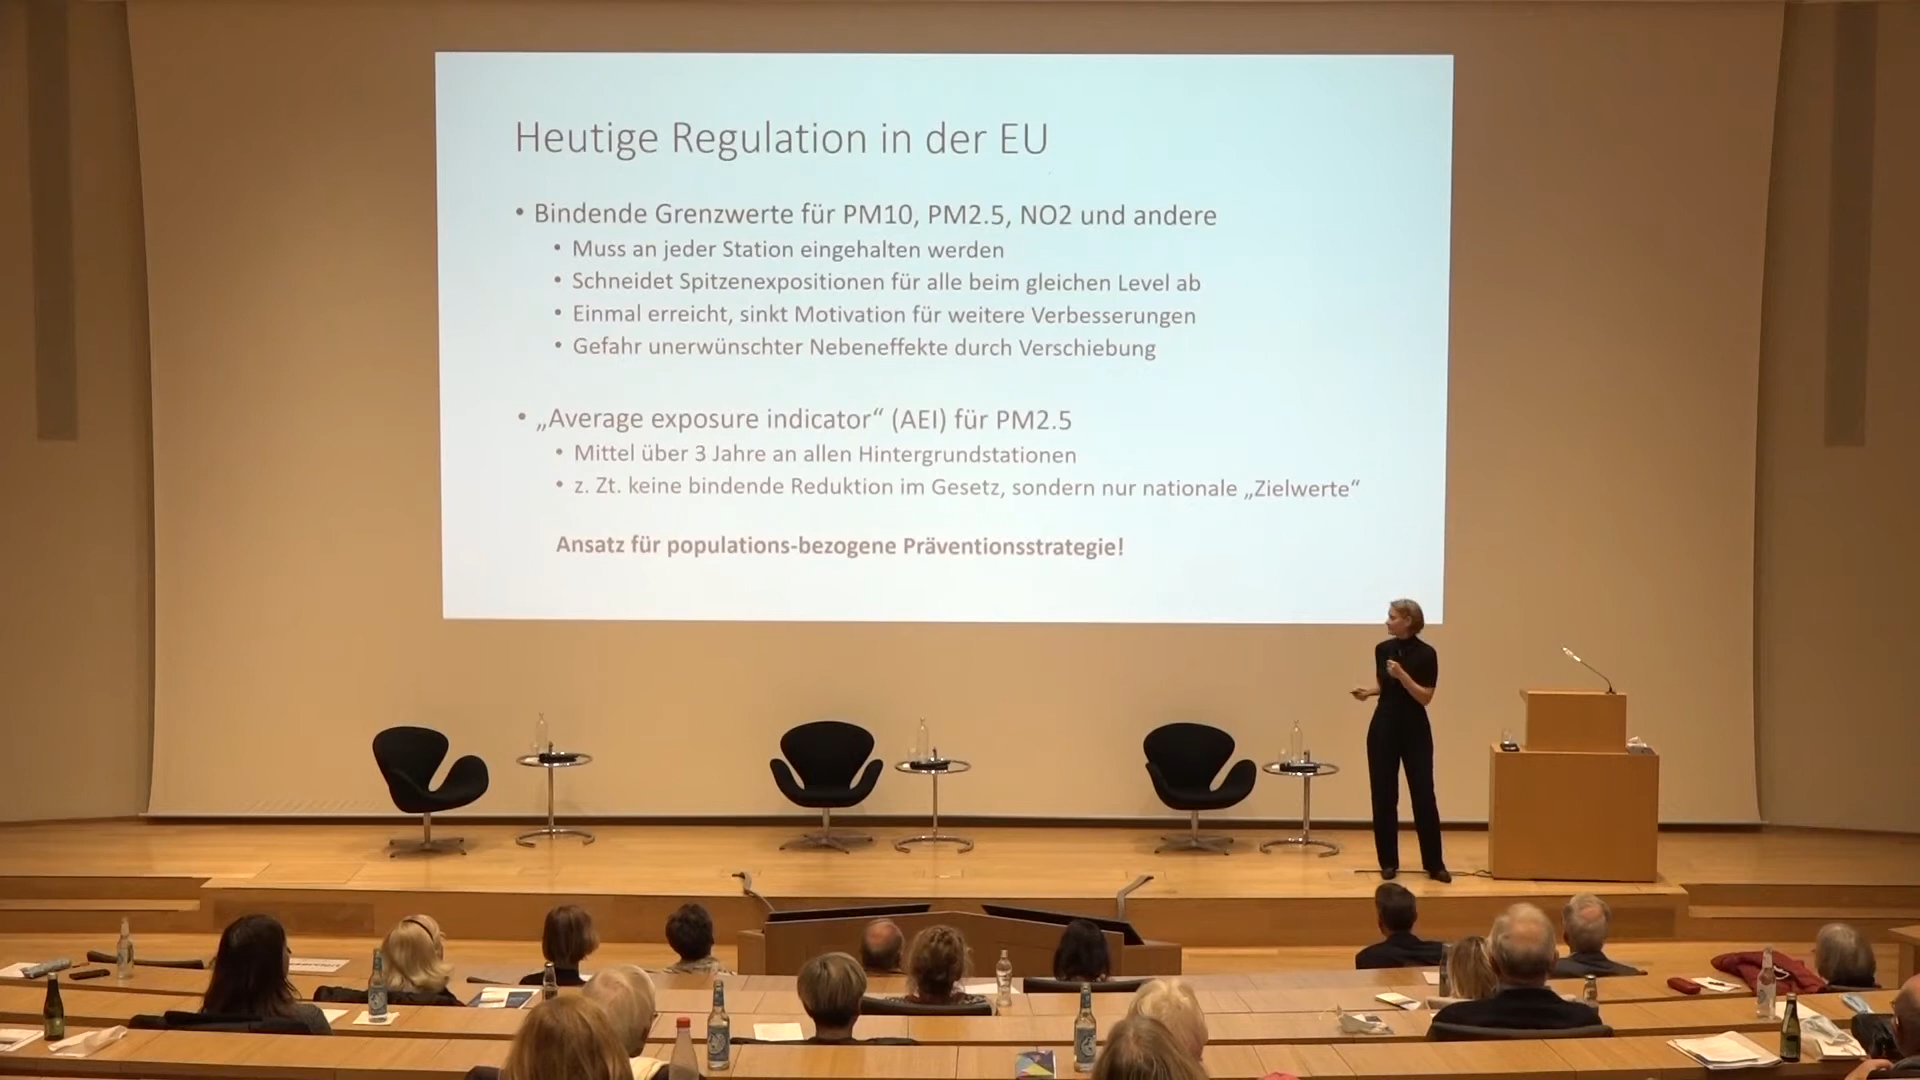 Heutige Regulation in der EU
• Bindende Grenzwerte für PM10, PM2.5, NO2 und andere
• Muss an jeder Station eingehalten werden
• Schneidet Spitzenexpositionen für alle beim gleichen Level ab
• Einmal erreicht, sinkt Motivation für weitere Verbesserungen
• Gefahr unerwünschter Nebeneffekte durch Verschiebung
• „Average exposure indicator“ (AEI) für PM2.5
• Mittel über 3 Jahre an allen Hintergrundstationen
• z. Zt. keine bindende Reduktion im Gesetz, sondern nur nationale „Zielwerte“
Ansatz für populations-bezogene Präventionsstrategie!